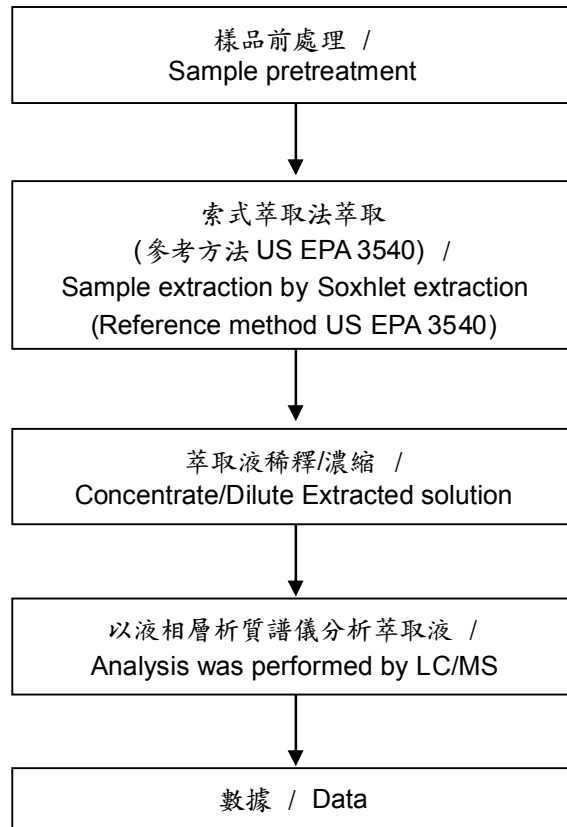 樣品前處理 /
Sample pretreatment
索式萃取法萃取
(參考方法 US EPA 3540) /
Sample extraction by Soxhlet extraction
(Reference method US EPA 3540)
萃取液稀釋/濃縮 /
Concentrate/Dilute Extracted solution
以液相層析質譜儀分析萃取液 /
Analysis was performed by LC/MS
數據 / Data